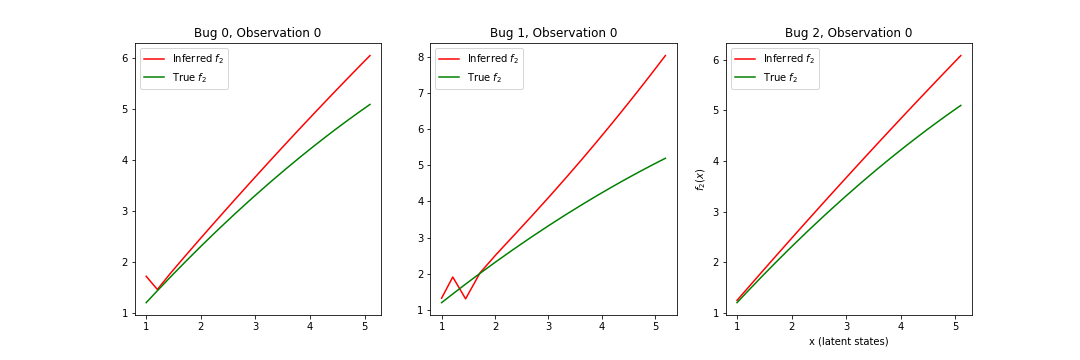 Bug 0, Observation 0
Inferred f₂
True f₂
6
5
4
3
2
1
1 2 3 4 5
Bug 1, Observation 0
Inferred f₂
True f₂
8
7
6
5
4
3
2
1
1 2 3 4 5
Bug 2, Observation 0
Inferred f₂
True f₂
f₂(x)
6
5
4
3
2
1
1 2 3 4 5
x (latent states)